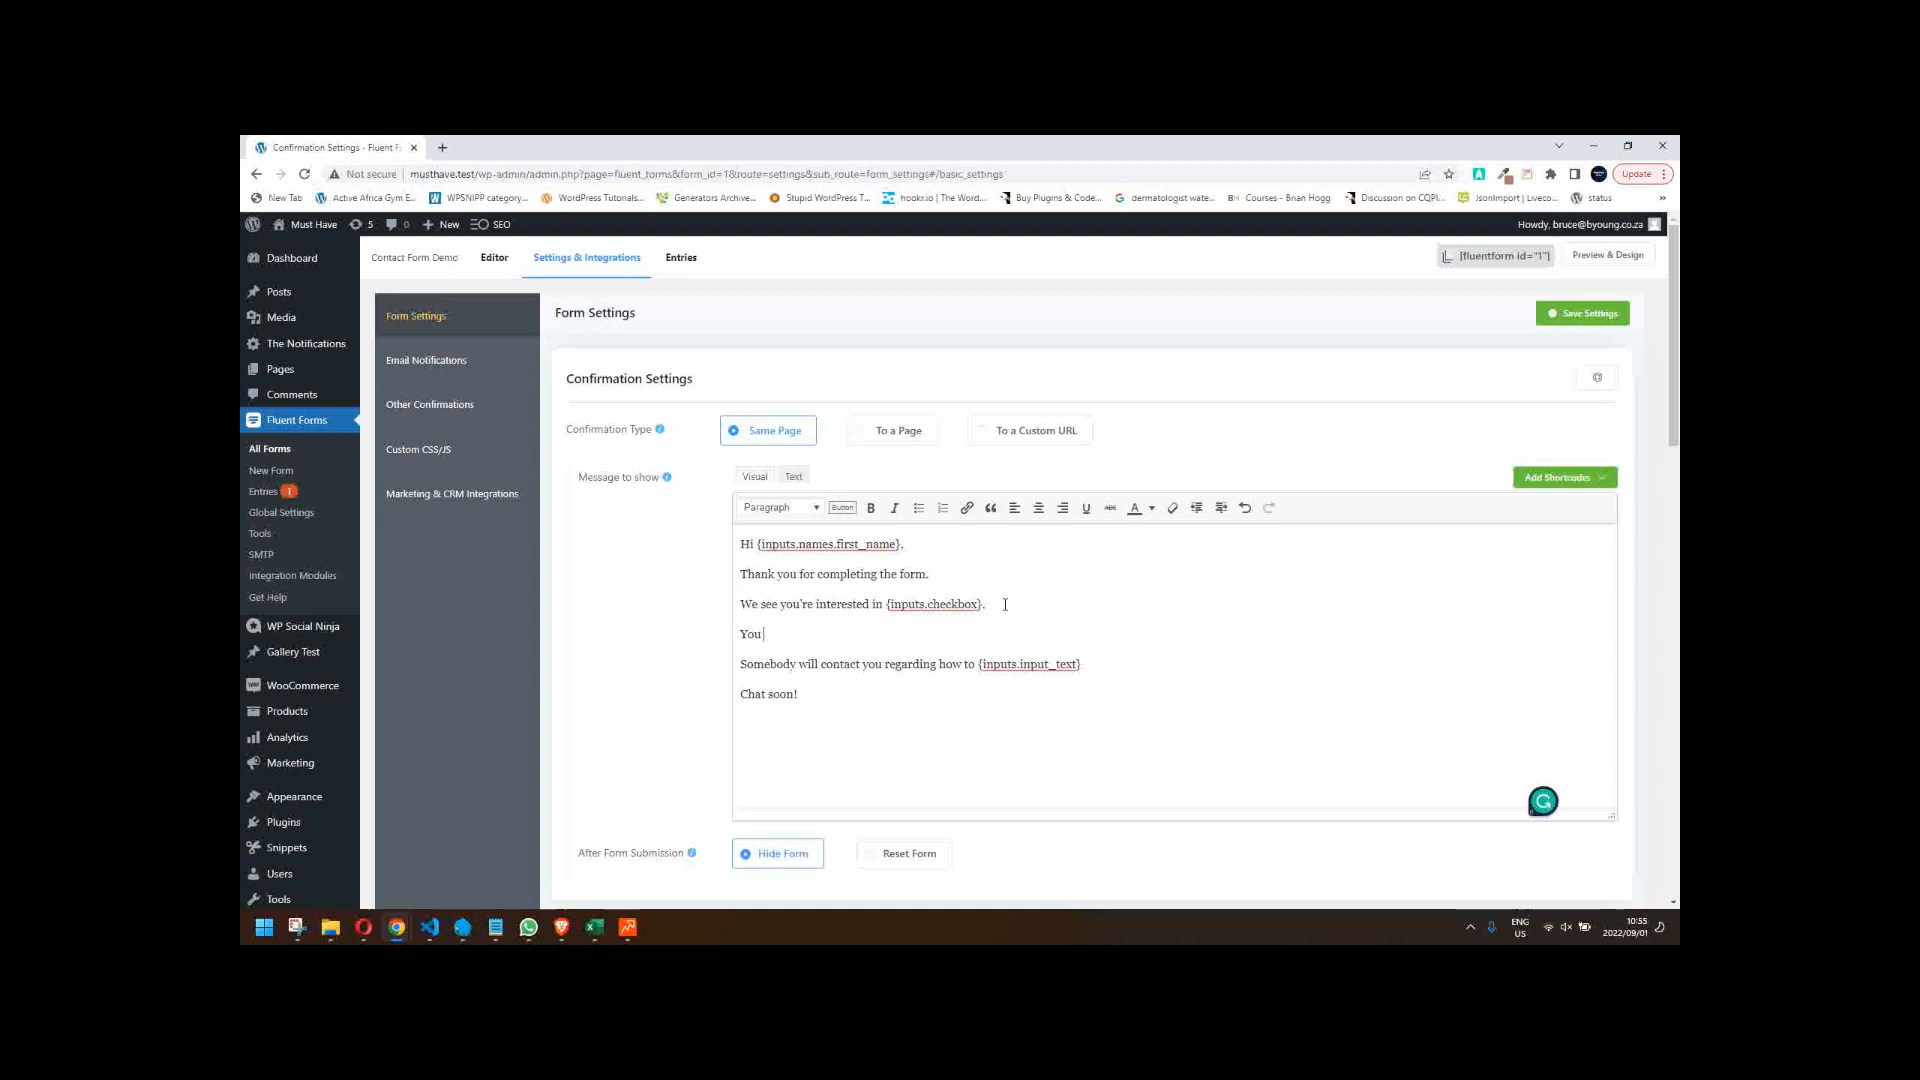 Confirmation Settings - Fluent F
Not secure musthave.test/wp-admin/admin.php?page=fluent_forms&form_id=1&route=settings&sub_route=form_settings#/basic_settings Update
New Tab Active Africa Gym E... WPSNIPP category... WordPress Tutorials... Generators Archive... Stupid WordPress T... hookr.io | The Word... Buy Plugins & Code... dermatologist wate... Courses - Brian Hogg Discussion on CQPI... JsonImport | Liveco... status »
Must Have 5 0 New SEO Howdy, bruce@byoung.co.za
Contact Form Demo Editor Settings & Integrations Entries [fluentform id="1"] Preview & Design
Dashboard
Posts
Media
The Notifications
Pages
Comments
Fluent Forms
All Forms
New Form
Entries 1
Global Settings
Tools
SMTP
Integration Modules
Get Help
WP Social Ninja
Gallery Test
WooCommerce
Products
Analytics
Marketing
Appearance
Plugins
Snippets
Users
Tools
Form Settings
Email Notifications
Other Confirmations
Custom CSS/JS
Marketing & CRM Integrations
Form Settings Save Settings
Confirmation Settings
Confirmation Type Same Page To a Page To a Custom URL
Message to show Visual Text Add Shortcodes
Paragraph Button B I U ABC A
Hi {inputs.names.first_name},
Thank you for completing the form.
We see you're interested in {inputs.checkbox}.
You
Somebody will contact you regarding how to {inputs.input_text}
Chat soon!
After Form Submission Hide Form Reset Form
ENG
US
10:55
2022/09/01